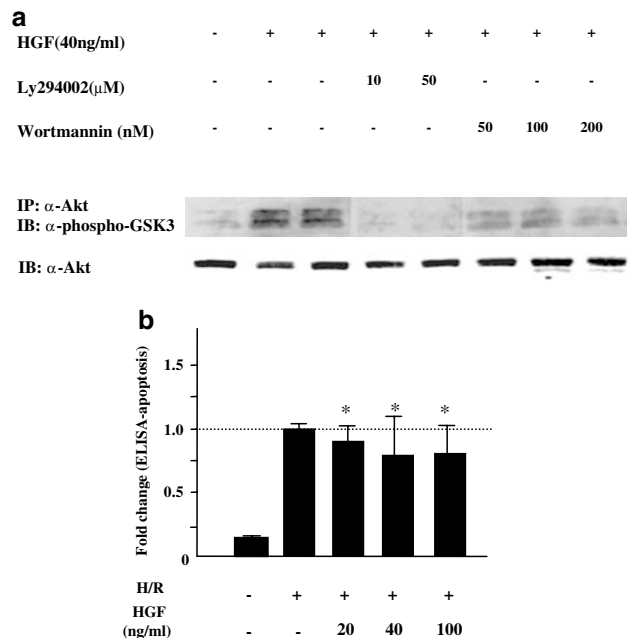 a
HGF(40ng/ml) - + + + + + + +
Ly294002(μM) - - - 10 50 - - -
Wortmannin (nM) - - - - - 50 100 200
IP: α-Akt
IB: α-phospho-GSK3
IB: α-Akt
b
Fold change (ELISA-apoptosis)
1.5
1.0
0.5
0
* * *
H/R - + + + +
HGF
(ng/ml) - - 20 40 100